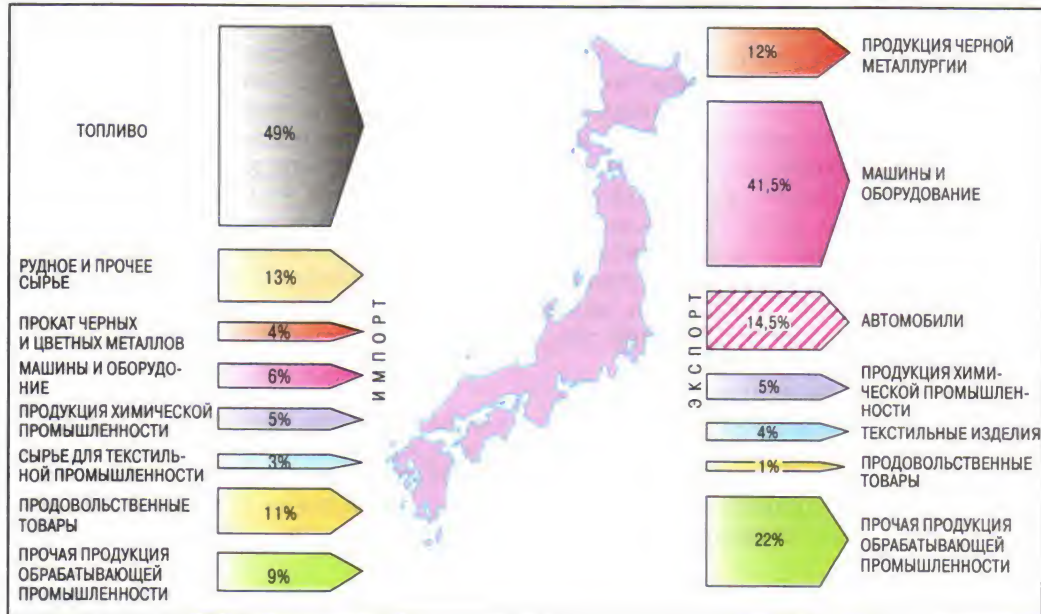 ТОПЛИВО
49%
РУДНОЕ И ПРОЧЕЕ
СЫРЬЕ
13%
ПРОКАТ ЧЕРНЫХ
И ЦВЕТНЫХ МЕТАЛЛОВ
4%
МАШИНЫ И ОБОРУДО-
НИЕ
6%
ПРОДУКЦИЯ ХИМИЧЕСКОЙ
ПРОМЫШЛЕННОСТИ
5%
СЫРЬЕ ДЛЯ ТЕКСТИЛЬ-
НОЙ ПРОМЫШЛЕННОСТИ
3%
ПРОДОВОЛЬСТВЕННЫЕ
ТОВАРЫ
11%
ПРОЧАЯ ПРОДУКЦИЯ
ОБРАБАТЫВАЮЩЕЙ
ПРОМЫШЛЕННОСТИ
9%
ИМПОРТ
ЭКСПОРТ
12%
ПРОДУКЦИЯ ЧЕРНОЙ
МЕТАЛЛУРГИИ
41,5%
МАШИНЫ И
ОБОРУДОВАНИЕ
14,5%
АВТОМОБИЛИ
5%
ПРОДУКЦИЯ ХИМИ-
ЧЕСКОЙ ПРОМЫШЛЕН-
НОСТИ
4%
ТЕКСТИЛЬНЫЕ ИЗДЕЛИЯ
1%
ПРОДОВОЛЬСТВЕННЫЕ
ТОВАРЫ
22%
ПРОЧАЯ ПРОДУКЦИЯ
ОБРАБАТЫВАЮЩЕЙ
ПРОМЫШЛЕННОСТИ